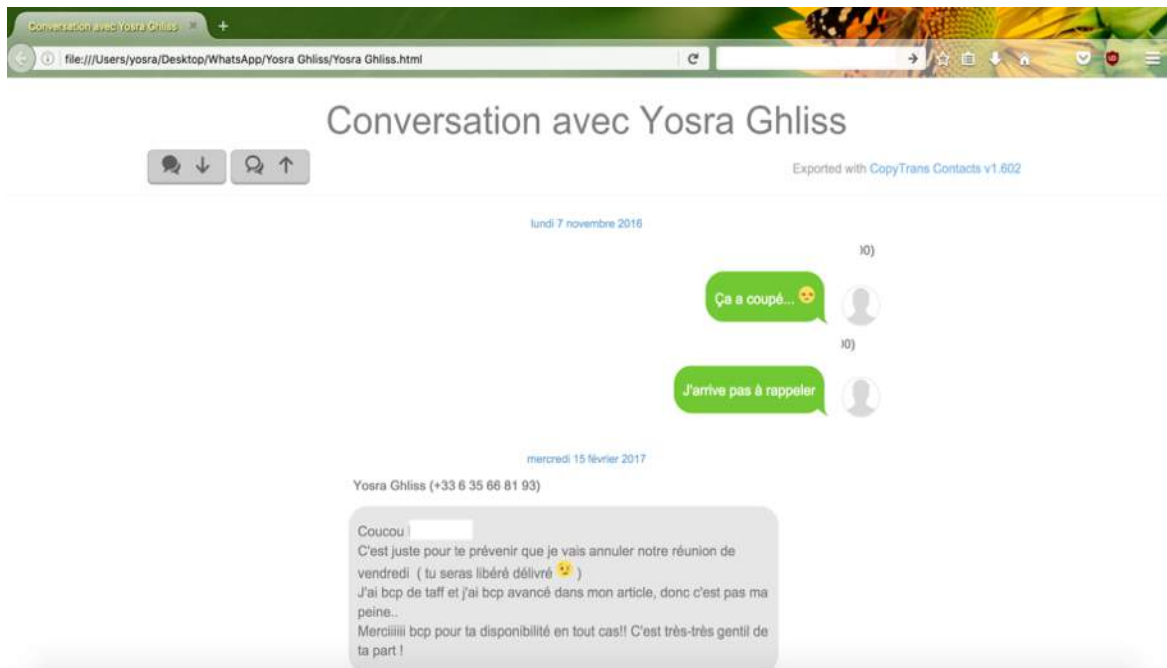 Conversation avec Yosra Ghliss
file:///Users/yosra/Desktop/WhatsApp/Yosra Ghliss/Yosra Ghliss.html
Conversation avec Yosra Ghliss
Exported with CopyTrans Contacts v1.602
lundi 7 novembre 2016
00)
Ça a coupé... 😒
00)
J'arrive pas à rappeler
mercredi 15 février 2017
Yosra Ghliss (+33 6 35 66 81 93)
Coucou
C'est juste pour te prévenir que je vais annuler notre réunion de
vendredi ( tu seras libéré délivré 😉 )
J'ai bcp de taff et j'ai bcp avancé dans mon article, donc c'est pas ma
peine..
Merciiiiii bcp pour ta disponibilité en tout cas!! C'est très-très gentil de
ta part !